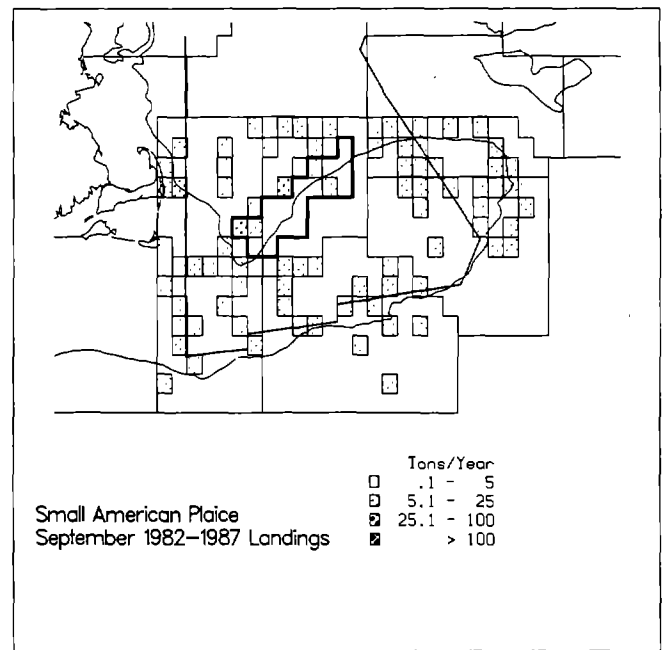 Tons/Year
.1 - 5
5.1 - 25
25.1 - 100
> 100
Small American Plaice
September 1982-1987 Landings